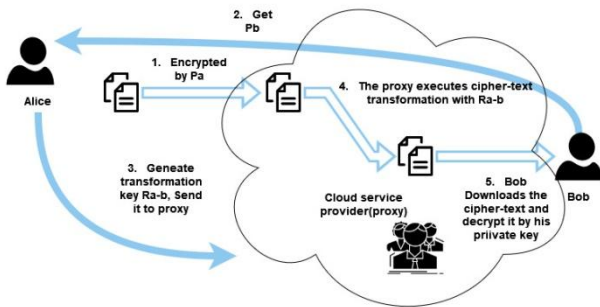 2. Get
Pb
1. Encrypted
by Pa
Alice
4. The proxy executes cipher-text
transformation with Ra-b
3. Geneate
transformation
key Ra-b, Send
it to proxy
Cloud service
provider(proxy)
5. Bob
Downloads the
cipher-text and
decrypt it by his
priivate key
Bob